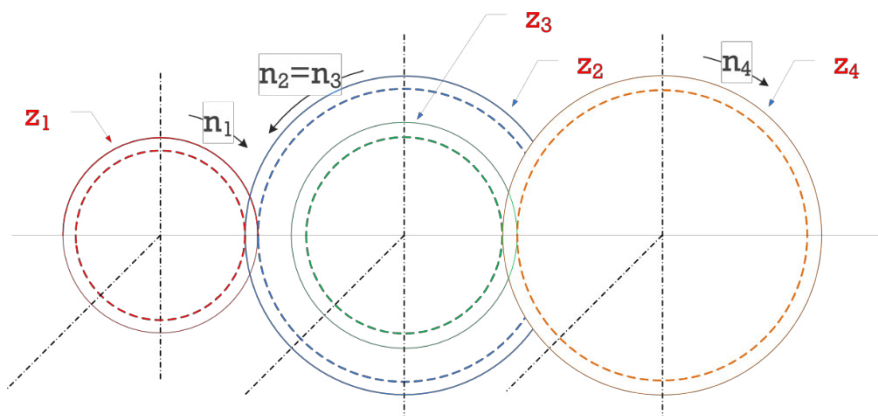 z₃
n₂=n₃
z₂
n₄
z₄
z₁
n₁